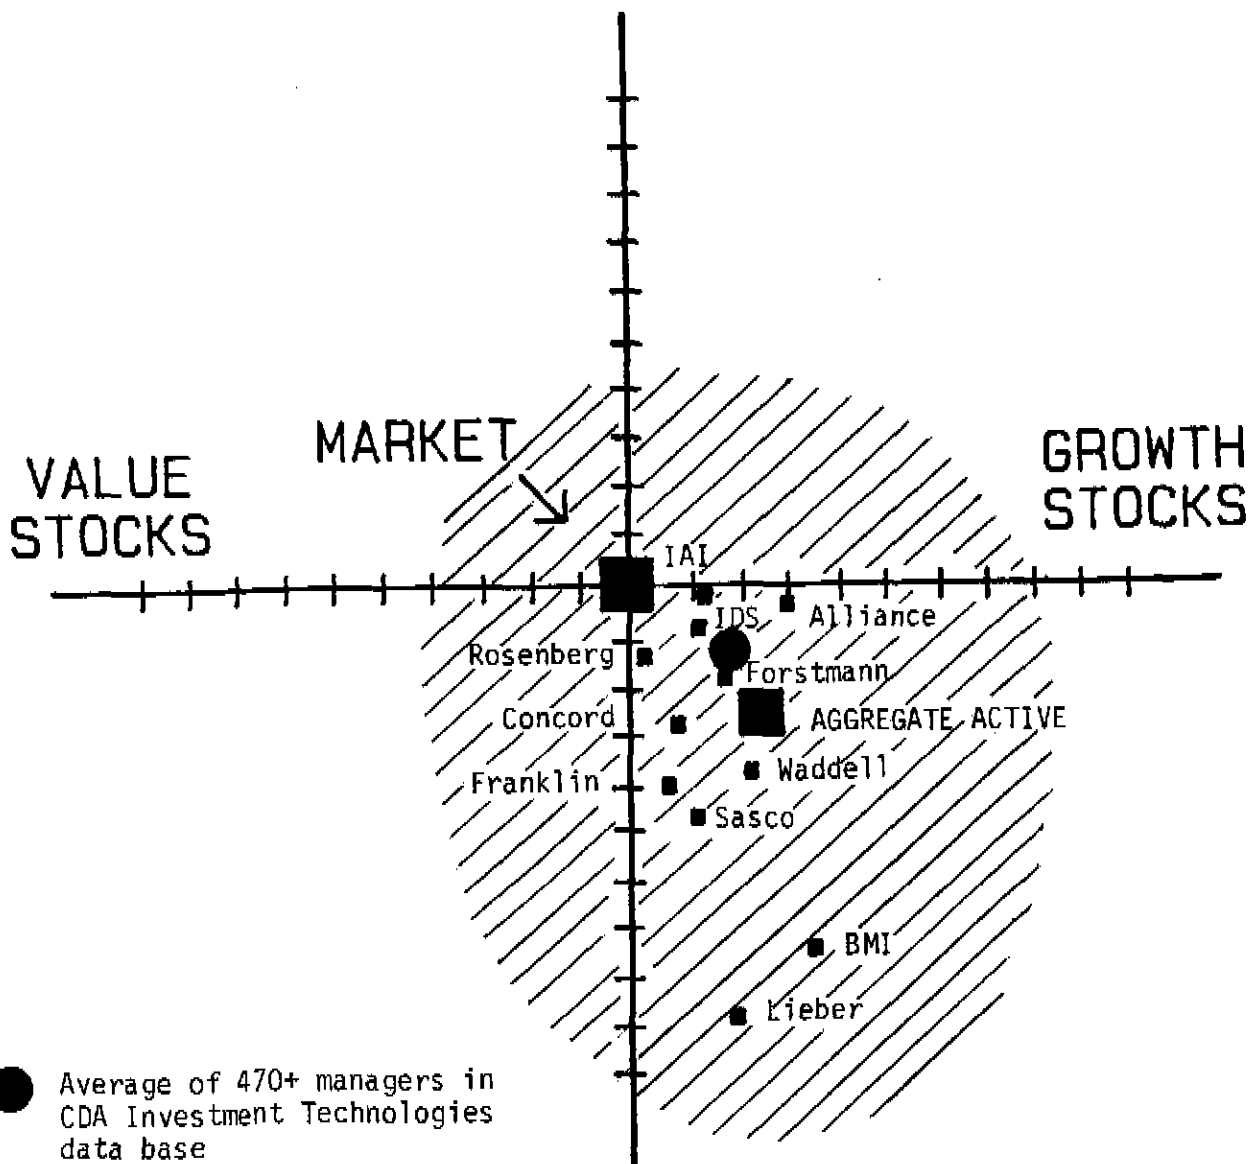 MARKET
VALUE
STOCKS
GROWTH
STOCKS
IAI
IDS
Alliance
Rosenberg
Forstmann
Concord
AGGREGATE ACTIVE
Waddell
Franklin
Sasco
BMI
Lieber
Average of 470+ managers in
CDA Investment Technologies
data base